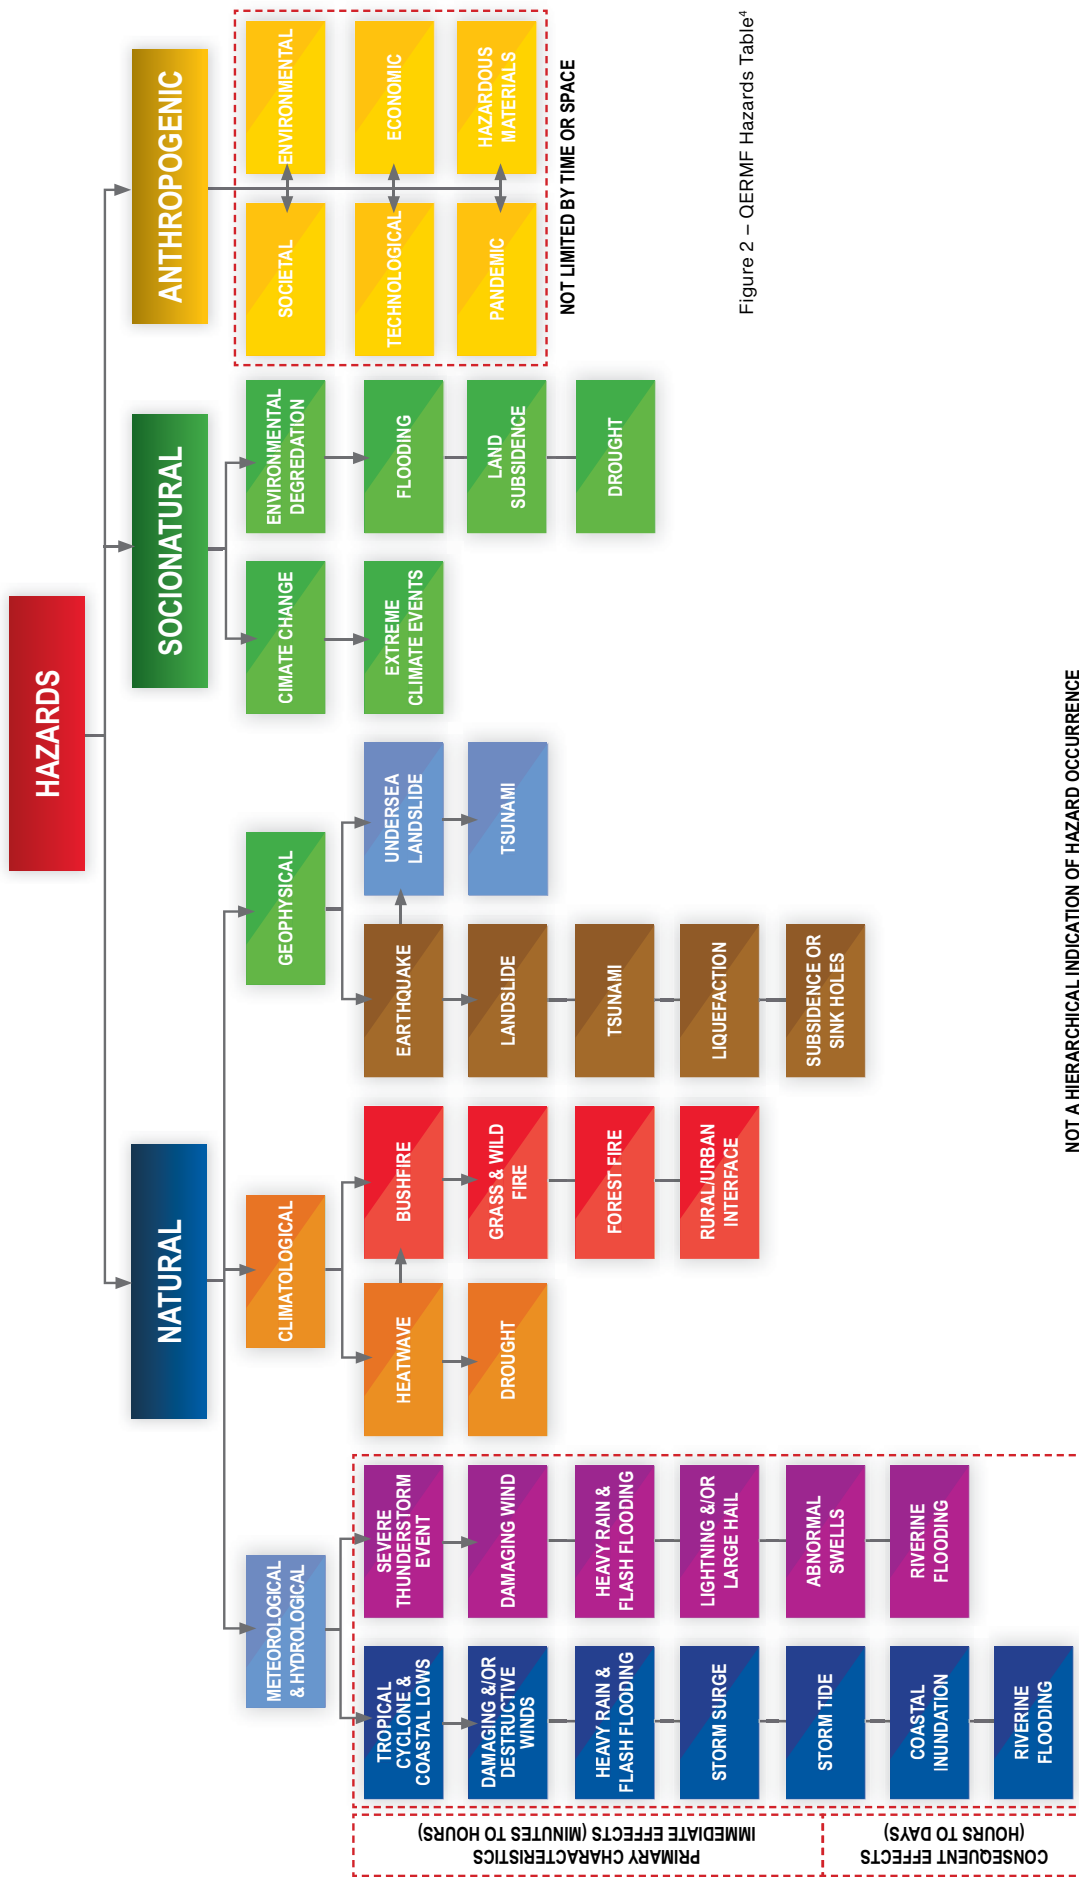 HAZARDS
NATURAL
SOCIONATURAL
ANTHROPOGENIC
METEOROLOGICAL
& HYDROLOGICAL
CLIMATOLOGICAL
GEOPHYSICAL
CIMATE CHANGE
ENVIRONMENTAL
DEGREDATION
SOCIETAL
ENVIRONMENTAL
TROPICAL
CYCLONE &
COASTAL LOWS
SEVERE
THUNDERSTORM
EVENT
HEATWAVE
BUSHFIRE
EARTHQUAKE
UNDERSEA
LANDSLIDE
EXTREME
CLIMATE EVENTS
FLOODING
TECHNOLOGICAL
ECONOMIC
DAMAGING &/OR
DESTRUCTIVE
WINDS
DAMAGING WIND
DROUGHT
GRASS & WILD
FIRE
LANDSLIDE
TSUNAMI
LAND
SUBSIDENCE
PANDEMIC
HAZARDOUS
MATERIALS
NOT LIMITED BY TIME OR SPACE
HEAVY RAIN &
FLASH FLOODING
HEAVY RAIN &
FLASH FLOODING
FOREST FIRE
TSUNAMI
DROUGHT
STORM SURGE
LIGHTNING &/OR
LARGE HAIL
RURAL/URBAN
INTERFACE
LIQUEFACTION
STORM TIDE
ABNORMAL
SWELLS
SUBSIDENCE OR
SINK HOLES
COASTAL
INUNDATION
RIVERINE
FLOODING
RIVERINE
FLOODING
PRIMARY CHARACTERISTICS
IMMEDIATE EFFECTS (MINUTES TO HOURS)
CONSEQUENT EFFECTS
(HOURS TO DAYS)
Figure 2 – QERMF Hazards Table⁴
NOT A HIERARCHICAL INDICATION OF HAZARD OCCURRENCE